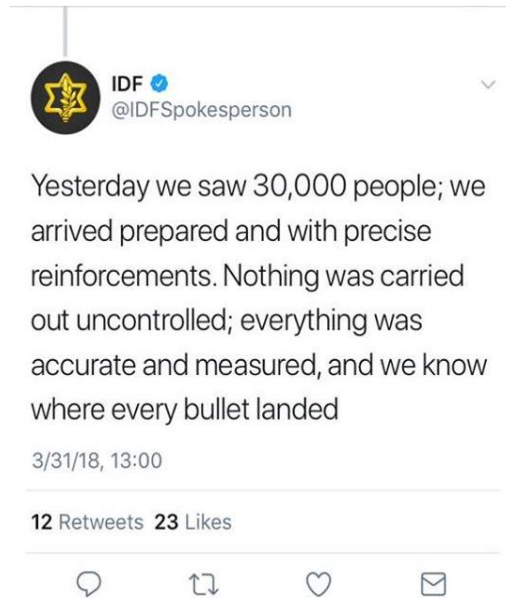 IDF
@IDFSpokesperson
Yesterday we saw 30,000 people; we
arrived prepared and with precise
reinforcements. Nothing was carried
out uncontrolled; everything was
accurate and measured, and we know
where every bullet landed
3/31/18, 13:00
12 Retweets 23 Likes